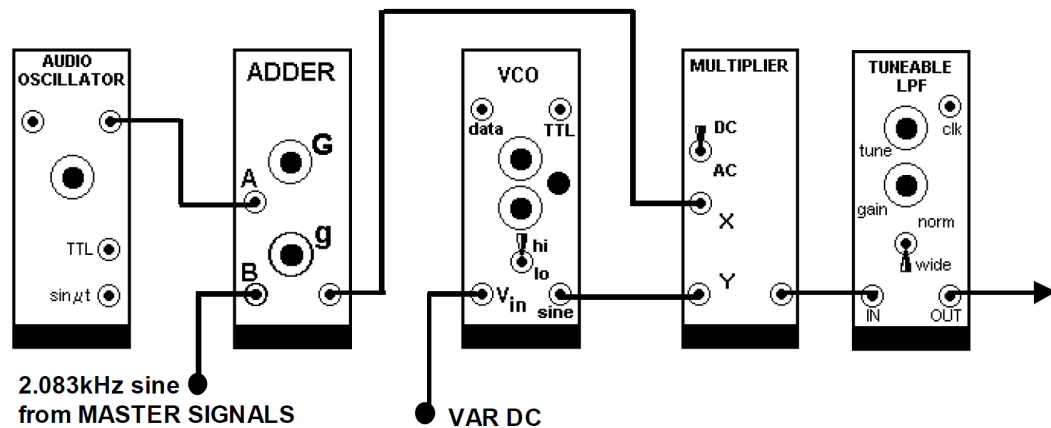 AUDIO
OSCILLATOR
TTL
sinμt
ADDER
G
A
g
B
VCO
data
TTL
hi
lo
Vin
sine
MULTIPLIER
DC
AC
X
Y
TUNEABLE
LPF
clk
tune
gain
norm
wide
IN
OUT
2.083kHz sine
from MASTER SIGNALS
VAR DC